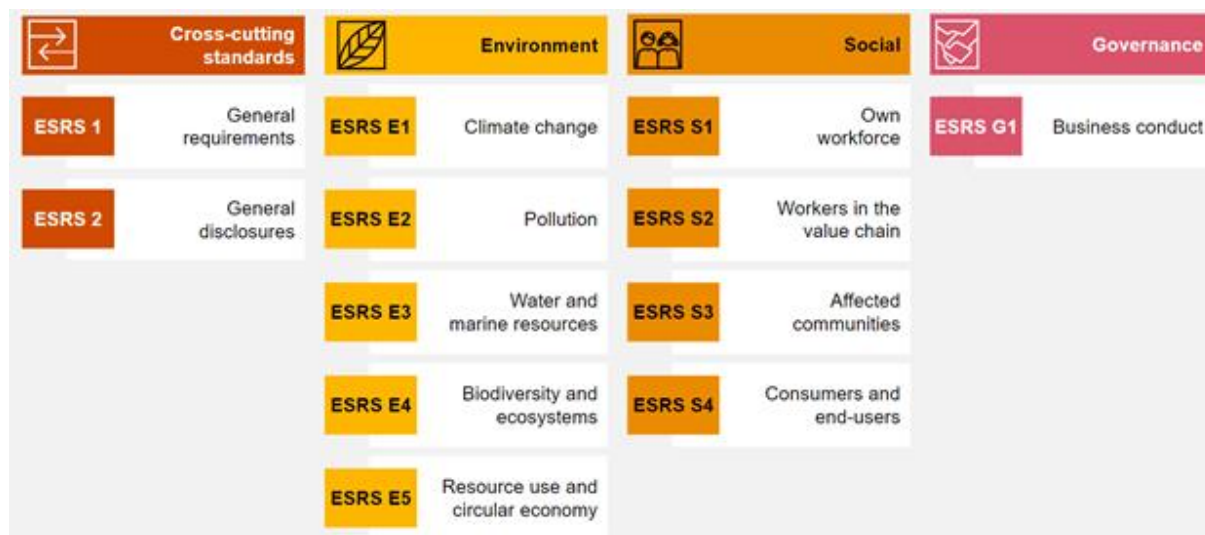 Cross-cutting
standards
ESRS 1
General
requirements
ESRS 2
General
disclosures
Environment
ESRS E1
Climate change
ESRS E2
Pollution
ESRS E3
Water and
marine resources
ESRS E4
Biodiversity and
ecosystems
ESRS E5
Resource use and
circular economy
Social
ESRS S1
Own
workforce
ESRS S2
Workers in the
value chain
ESRS S3
Affected
communities
ESRS S4
Consumers and
end-users
Governance
ESRS G1
Business conduct